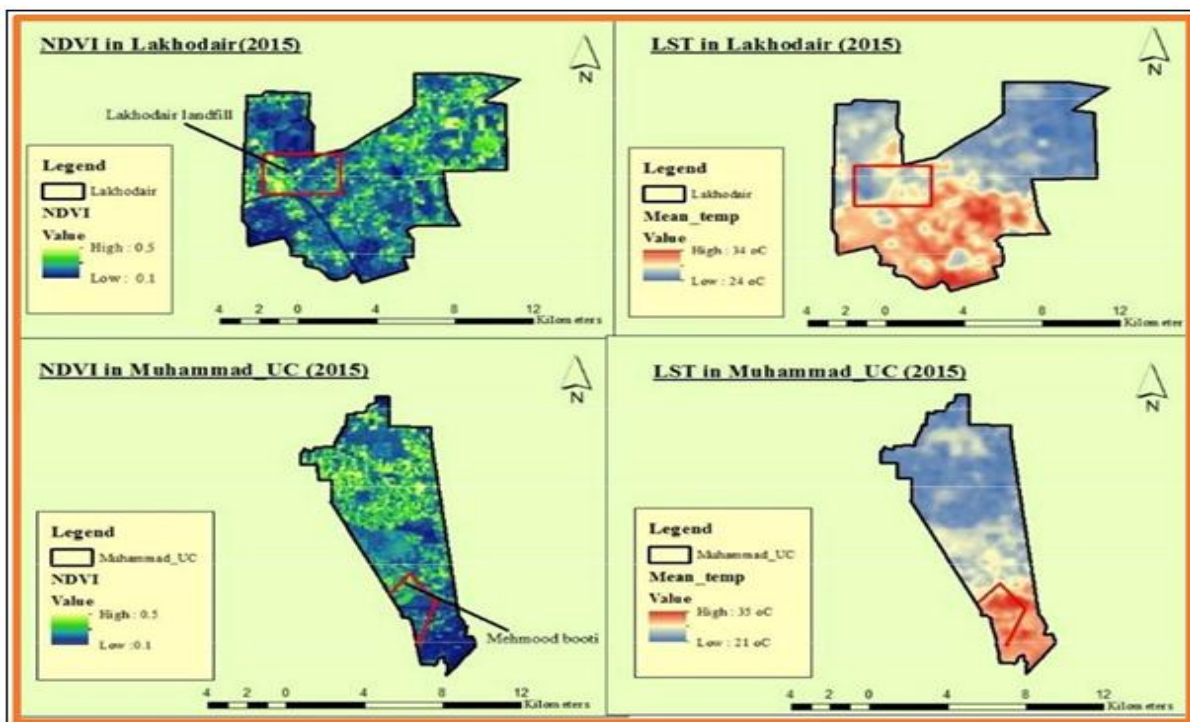 NDVI in Lakhodair(2015)
N
Lakhodair landfill
Legend
Lakhodair
NDVI
Value
High : 0.5
Low : 0.1
4 2 0 4 8 12
Kilometers
LST in Lakhodair (2015)
N
Legend
Lakhodair
Mean_temp
Value
High : 34 oC
Low : 24 oC
4 2 0 4 8 12
Kilometers
NDVI in Muhammad_UC (2015)
N
Legend
Muhammad_UC
NDVI
Value
High : 0.5
Low :0.1
Mehmood booti
4 2 0 4 8 12
Kilometers
LST in Muhammad_UC (2015)
N
Legend
Muhammad_UC
Mean_temp
Value
High : 35 oC
Low : 21 oC
4 2 0 4 8 12
Kilometers